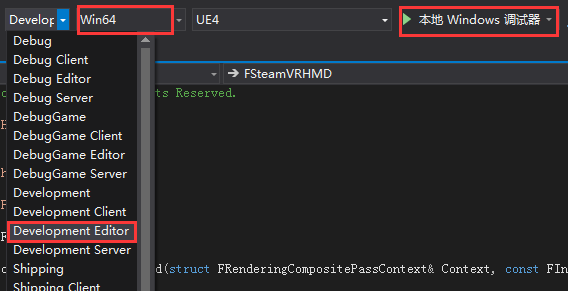 Develop Win64 UE4 本地 Windows 调试器
Debug
Debug Client
FSteamVRHMD
Debug Editor
Debug Server
ts Reserved.
DebugGame
DebugGame Client
DebugGame Editor
DebugGame Server
Development
Development Client
Development Editor
Development Server
Shipping
d(struct FRenderingCompositePassContext& Context, const FIn
Shipping Client